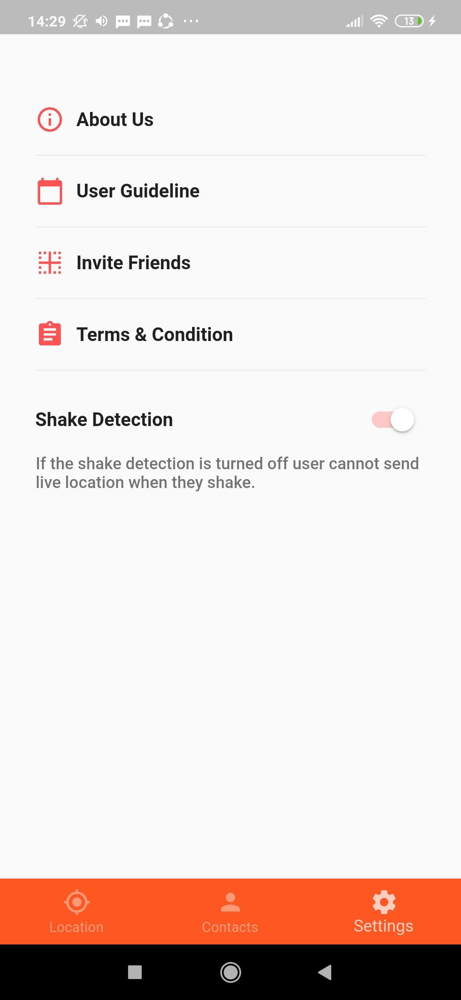 14:29
13
About Us
User Guideline
Invite Friends
Terms & Condition
Shake Detection
If the shake detection is turned off user cannot send
live location when they shake.
Location
Contacts
Settings